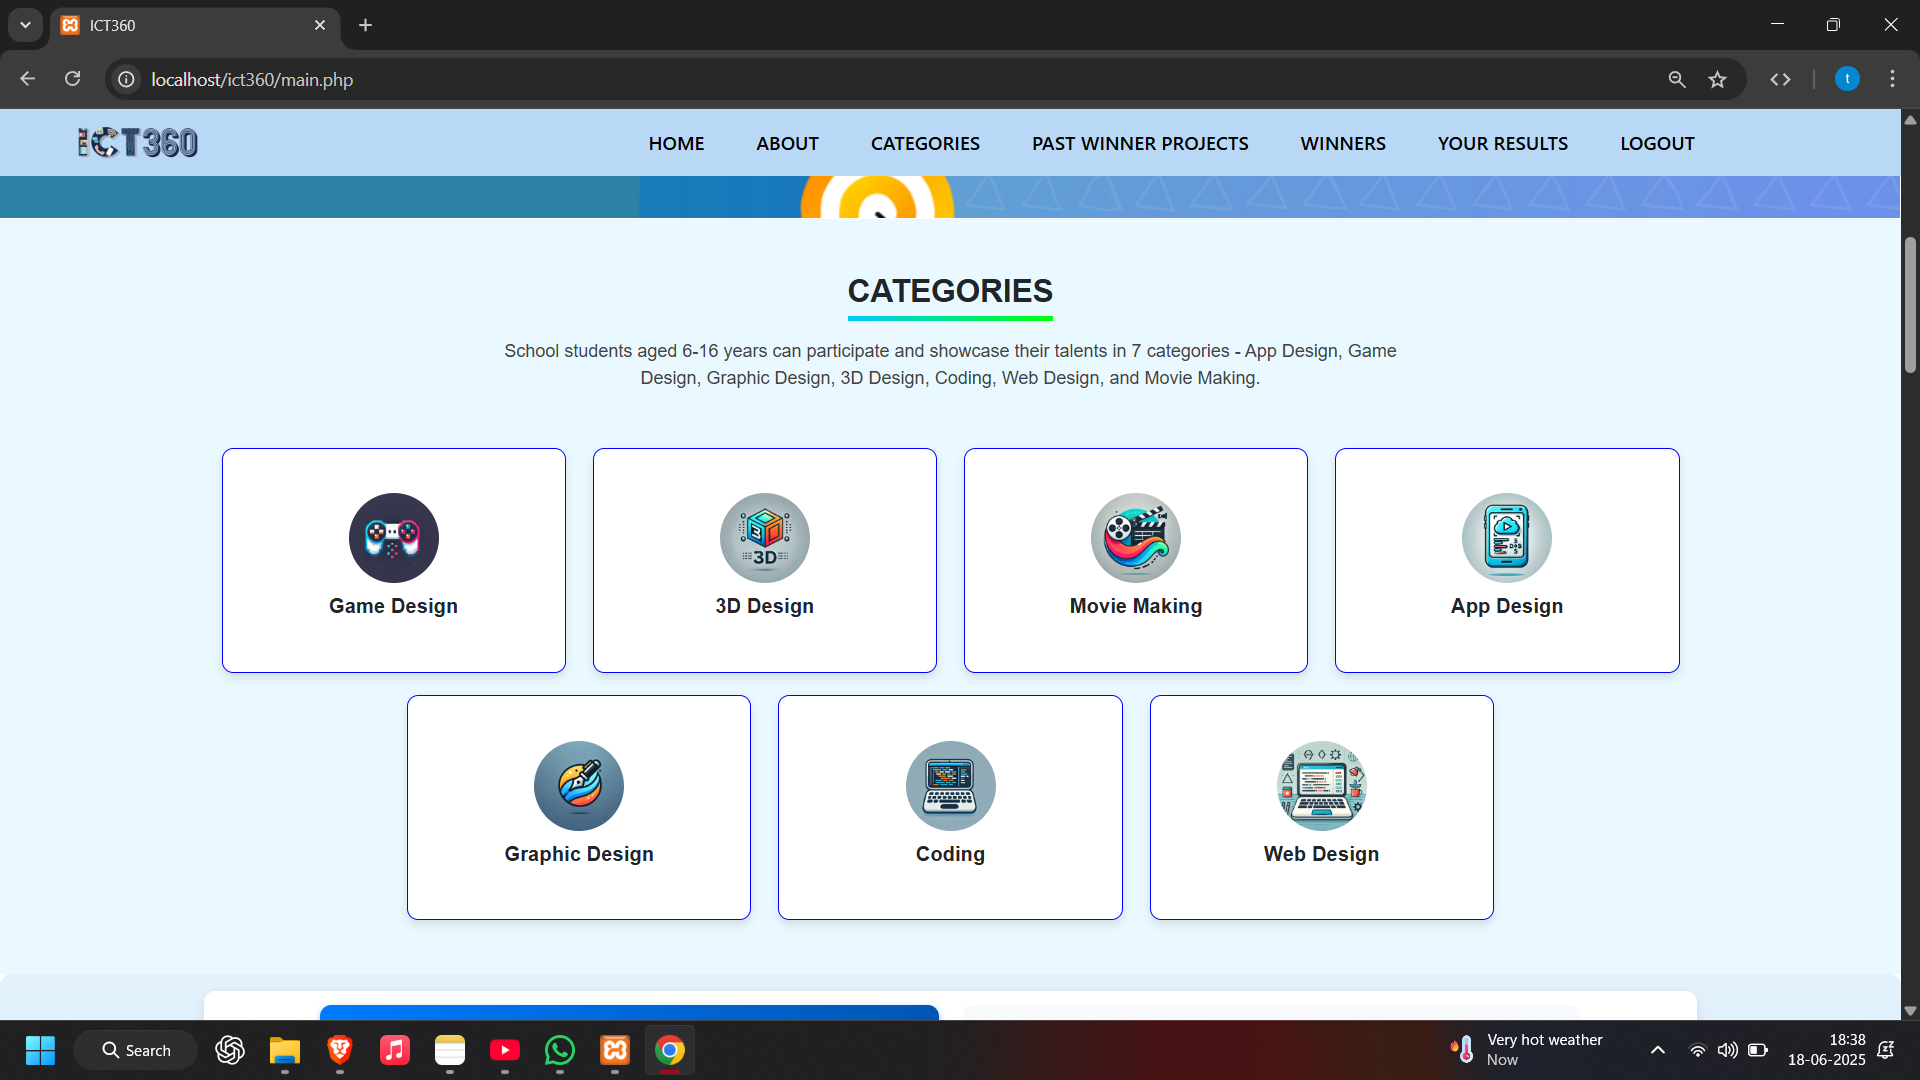 ICT360
localhost/ict360/main.php
t
ICT360
HOME
ABOUT
CATEGORIES
PAST WINNER PROJECTS
WINNERS
YOUR RESULTS
LOGOUT
CATEGORIES
School students aged 6-16 years can participate and showcase their talents in 7 categories - App Design, Game
Design, Graphic Design, 3D Design, Coding, Web Design, and Movie Making.
3D
Game Design
3D Design
Movie Making
App Design
Graphic Design
Coding
Web Design
Search
Very hot weather
Now
18:38
18-06-2025